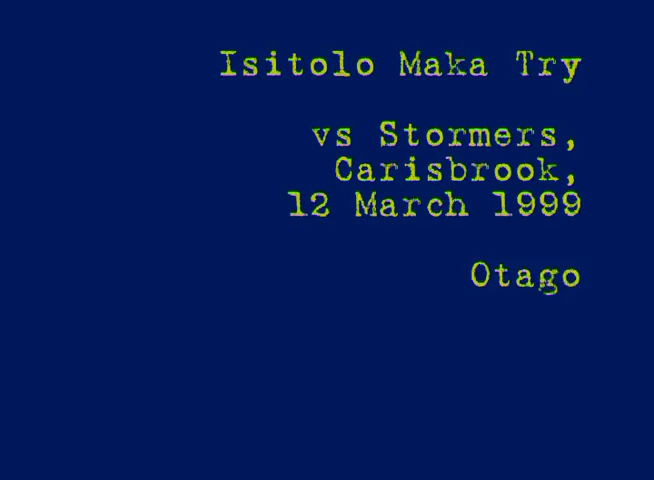 Isitolo Maka Try
vs Stormers,
Carisbrook,
12 March 1999
Otago